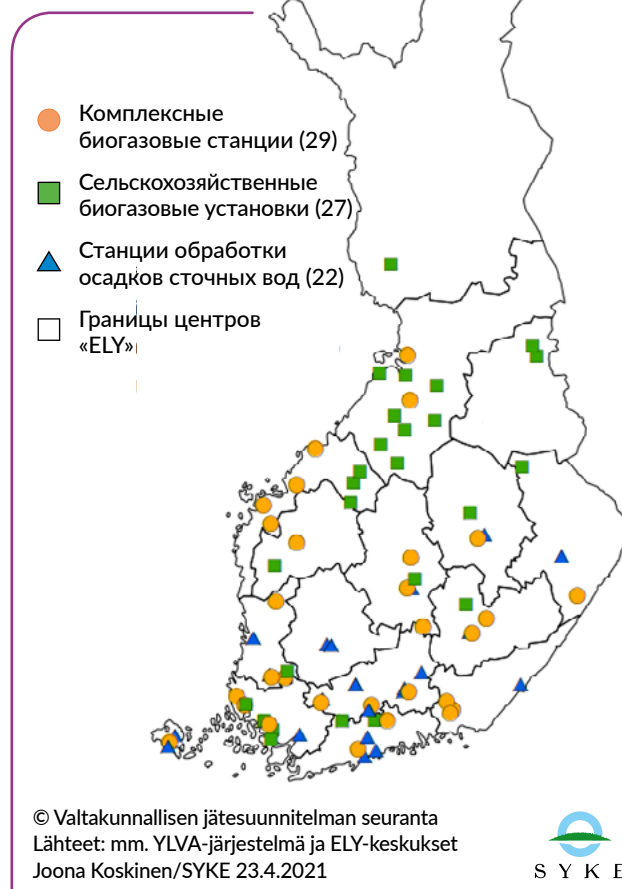 Комплексные
биогазовые станции (29)
Сельскохозяйственные
биогазовые установки (27)
Станции обработки
осадков сточных вод (22)
Границы центров
«ELY»
© Valtakunnallisen jätesuunnitelman seuranta
Lähteet: mm. YLVA-järjestelmä ja ELY-keskukset
Joona Koskinen/SYKE 23.4.2021
S Y K E